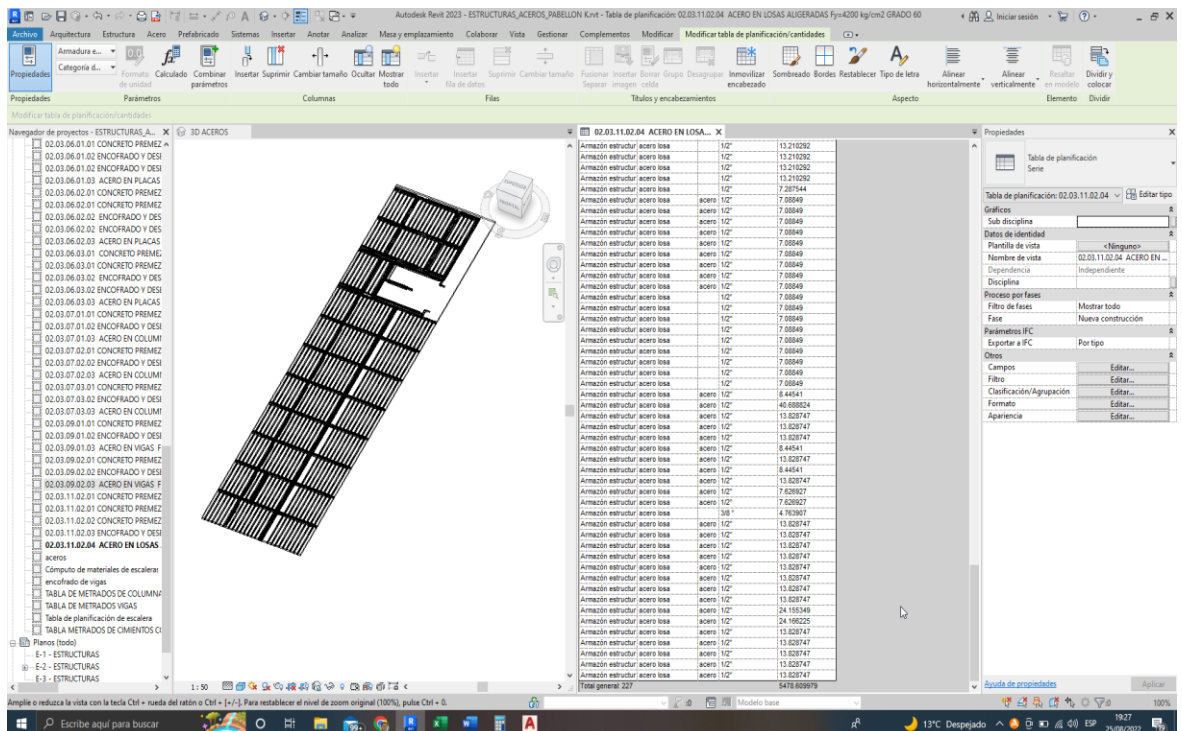 Autodesk Revit 2023 - ESTRUCTURAS_ACEROS_PABELLON K.rvt - Tabla de planificación: 02.03.11.02.04 ACERO EN LOSAS ALIGERADAS Fy=4200 kg/cm2 GRADO 60
Iniciar sesión
Archivo Arquitectura Estructura Acero Prefabricado Sistemas Insertar Anotar Analizar Masa y emplazamiento Colaborar Vista Gestionar Complementos Modificar Modificar tabla de planificación/cantidades
Propiedades
Armadura e...
Categoría d...
Formato de unidad
Calculado
Combinar parámetros
Insertar Suprimir Cambiar tamaño Ocultar Mostrar todo
Insertar
Insertar fila de datos
Suprimir Cambiar tamaño
Fusionar Separar
Insertar imagen
Borrar celda
Grupo Desagrupar
Inmovilizar encabezado
Sombreado Bordes Restablecer Tipo de letra
Alinear horizontalmente
Alinear verticalmente
Resaltar en modelo
Dividir y colocar
Propiedades Parámetros Columnas Filas Títulos y encabezamientos Aspecto Elemento Dividir
Modificar tabla de planificación/cantidades
Navegador de proyectos - ESTRUCTURAS_A...
02.03.06.01.01 CONCRETO PREMEZ
02.03.06.01.02 ENCOFRADO Y DESE
02.03.06.01.02 ENCOFRADO Y DESE
02.03.06.01.03 ACERO EN PLACAS
02.03.06.02.01 CONCRETO PREMEZ
02.03.06.02.01 CONCRETO PREMEZ
02.03.06.02.02 ENCOFRADO Y DES
02.03.06.02.02 ENCOFRADO Y DES
02.03.06.02.03 ACERO EN PLACAS
02.03.06.03.01 CONCRETO PREMEZ
02.03.06.03.01 CONCRETO PREMEZ
02.03.06.03.02 ENCOFRADO Y DES
02.03.06.03.02 ENCOFRADO Y DES
02.03.06.03.03 ACERO EN PLACAS
02.03.07.01.01 CONCRETO PREMEZ
02.03.07.01.02 ENCOFRADO Y DESE
02.03.07.01.03 ACERO EN COLUMN
02.03.07.02.01 CONCRETO PREMEZ
02.03.07.02.02 ENCOFRADO Y DESE
02.03.07.02.03 ACERO EN COLUMN
02.03.07.03.01 CONCRETO PREMEZ
02.03.07.03.02 ENCOFRADO Y DESE
02.03.07.03.03 ACERO EN COLUMN
02.03.09.01.01 CONCRETO PREMEZ
02.03.09.01.02 ENCOFRADO Y DESE
02.03.09.01.03 ACERO EN VIGAS F
02.03.09.02.01 CONCRETO PREMEZ
02.03.09.02.02 ENCOFRADO Y DESE
02.03.09.02.03 ACERO EN VIGAS F
02.03.11.02.01 CONCRETO PREMEZ
02.03.11.02.02 CONCRETO PREMEZ
02.03.11.02.03 ENCOFRADO Y DESE
02.03.11.02.04 ACERO EN LOSAS
aceros
Cómputo de materiales de escaleras
encofrado de vigas
TABLA DE METRADOS DE COLUMNA
TABLA DE METRADOS VIGAS
Tabla de planificación de escalera
TABLA METRADOS DE CIMIENTOS C
Planos (todo)
E-1 - ESTRUCTURAS
E-2 - ESTRUCTURAS
E-3 - ESTRUCTURAS
3D ACEROS
1:50
02.03.11.02.04 ACERO EN LOSA...
Armazón estructur acero losa 1/2" 13.210292
Armazón estructur acero losa 1/2" 13.210292
Armazón estructur acero losa 1/2" 13.210292
Armazón estructur acero losa 1/2" 13.210292
Armazón estructur acero losa 1/2" 7.287544
Armazón estructur acero losa acero 1/2" 7.08849
Armazón estructur acero losa acero 1/2" 7.08849
Armazón estructur acero losa acero 1/2" 7.08849
Armazón estructur acero losa acero 1/2" 7.08849
Armazón estructur acero losa acero 1/2" 7.08849
Armazón estructur acero losa acero 1/2" 7.08849
Armazón estructur acero losa acero 1/2" 7.08849
Armazón estructur acero losa acero 1/2" 7.08849
Armazón estructur acero losa acero 1/2" 7.08849
Armazón estructur acero losa 1/2" 7.08849
Armazón estructur acero losa 1/2" 7.08849
Armazón estructur acero losa 1/2" 7.08849
Armazón estructur acero losa 1/2" 7.08849
Armazón estructur acero losa 1/2" 7.08849
Armazón estructur acero losa 1/2" 7.08849
Armazón estructur acero losa 1/2" 7.08849
Armazón estructur acero losa 1/2" 7.08849
Armazón estructur acero losa 1/2" 7.08849
Armazón estructur acero losa acero 1/2" 8.44541
Armazón estructur acero losa acero 1/2" 40.688824
Armazón estructur acero losa acero 1/2" 13.828747
Armazón estructur acero losa acero 1/2" 13.828747
Armazón estructur acero losa acero 1/2" 13.828747
Armazón estructur acero losa acero 1/2" 8.44541
Armazón estructur acero losa acero 1/2" 13.828747
Armazón estructur acero losa acero 1/2" 8.44541
Armazón estructur acero losa acero 1/2" 13.828747
Armazón estructur acero losa acero 1/2" 7.626927
Armazón estructur acero losa acero 1/2" 7.626927
Armazón estructur acero losa 3/8 " 4.763907
Armazón estructur acero losa acero 1/2" 13.828747
Armazón estructur acero losa acero 1/2" 13.828747
Armazón estructur acero losa acero 1/2" 13.828747
Armazón estructur acero losa acero 1/2" 13.828747
Armazón estructur acero losa acero 1/2" 13.828747
Armazón estructur acero losa acero 1/2" 13.828747
Armazón estructur acero losa acero 1/2" 13.828747
Armazón estructur acero losa acero 1/2" 13.828747
Armazón estructur acero losa acero 1/2" 24.155349
Armazón estructur acero losa acero 1/2" 24.166225
Armazón estructur acero losa acero 1/2" 13.828747
Armazón estructur acero losa acero 1/2" 13.828747
Armazón estructur acero losa acero 1/2" 13.828747
Armazón estructur acero losa acero 1/2" 13.828747
Armazón estructur acero losa acero 1/2" 13.828747
Total general: 227 5478.609979
Propiedades
Tabla de planificación
Serie
Tabla de planificación: 02.03.11.02.04 Editar tipo
Gráficos
Sub disciplina
Datos de identidad
Plantilla de vista <Ninguno>
Nombre de vista 02.03.11.02.04 ACERO EN ...
Dependencia Independiente
Disciplina
Proceso por fases
Filtro de fases Mostrar todo
Fase Nueva construcción
Parámetros IFC
Exportar a IFC Por tipo
Otros
Campos Editar...
Filtro Editar...
Clasificación/Agrupación Editar...
Formato Editar...
Apariencia Editar...
Ayuda de propiedades Aplicar
Amplíe o reduzca la vista con la tecla Ctrl + rueda del ratón o Ctrl + [+/-]. Para restablecer el nivel de zoom original (100%), pulse Ctrl + 0.
:0 Modelo base :0 100%
Escribe aquí para buscar
13°C Despejado ESP 19:27
25/08/2022